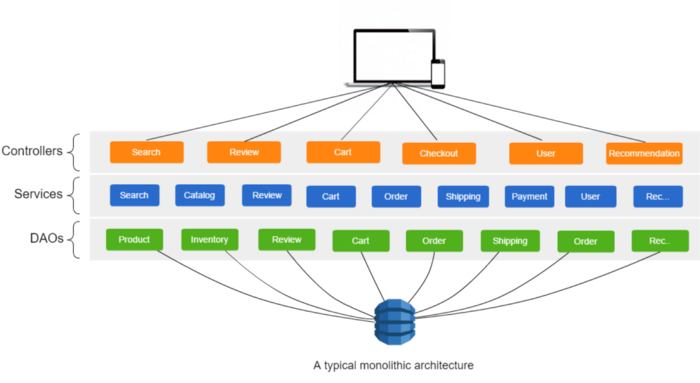 Controllers
Search Review Cart Checkout User Recommendation
Services
Search Catalog Review Cart Order Shipping Payment User Rec...
DAOs
Product Inventory Review Cart Order Shipping Order Rec..
A typical monolithic architecture